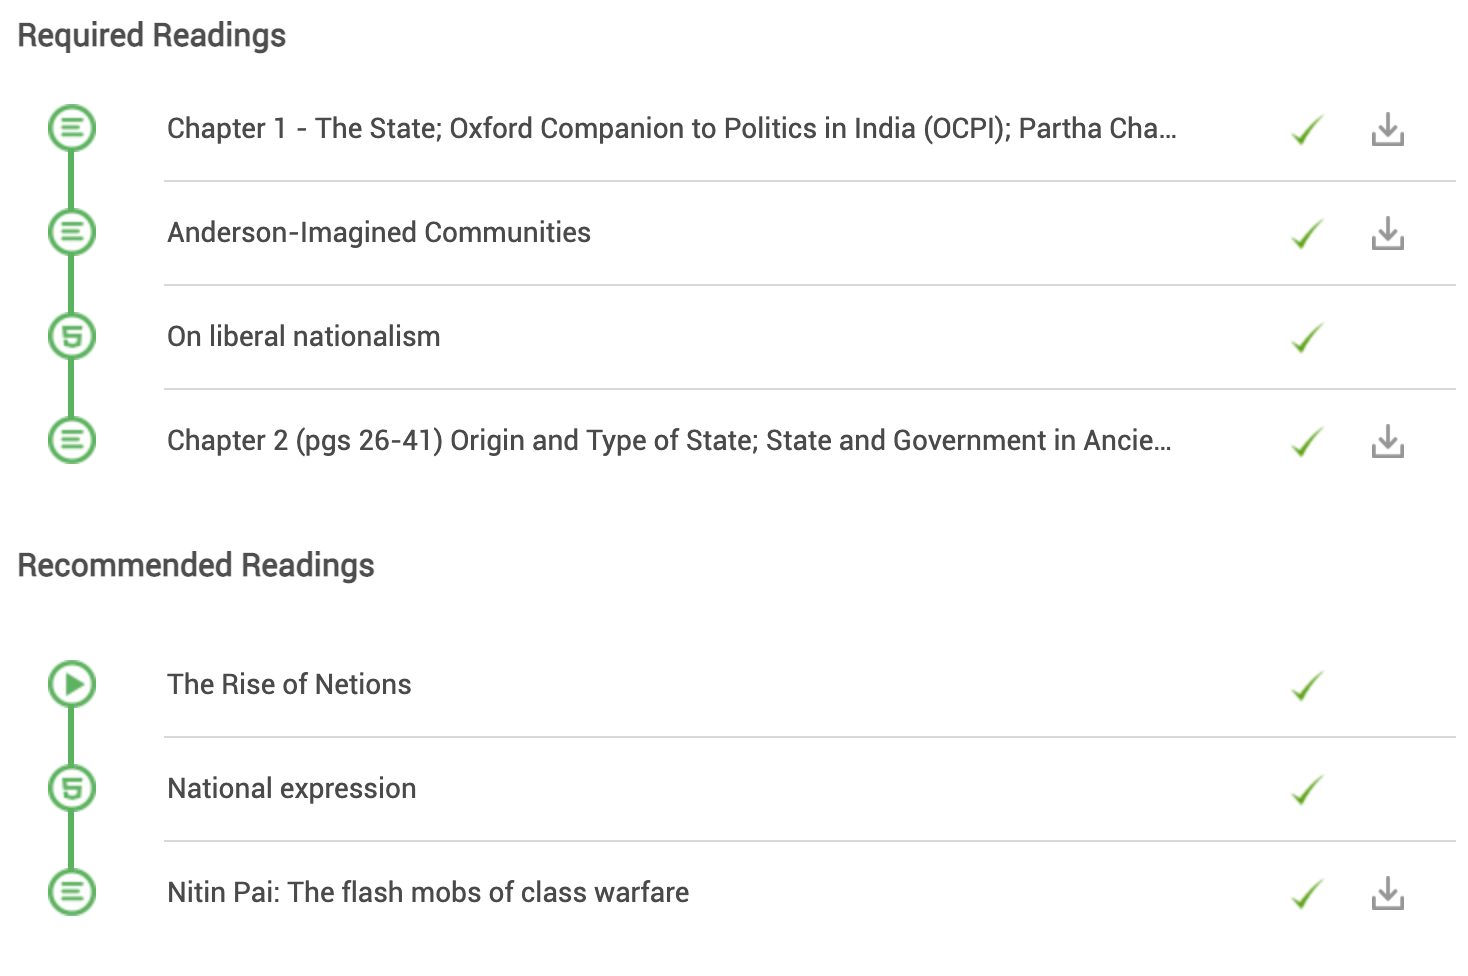 Required Readings
Chapter 1 - The State; Oxford Companion to Politics in India (OCPI); Partha Cha...
Anderson-Imagined Communities
On liberal nationalism
Chapter 2 (pgs 26-41) Origin and Type of State; State and Government in Ancie...
Recommended Readings
The Rise of Netions
National expression
Nitin Pai: The flash mobs of class warfare